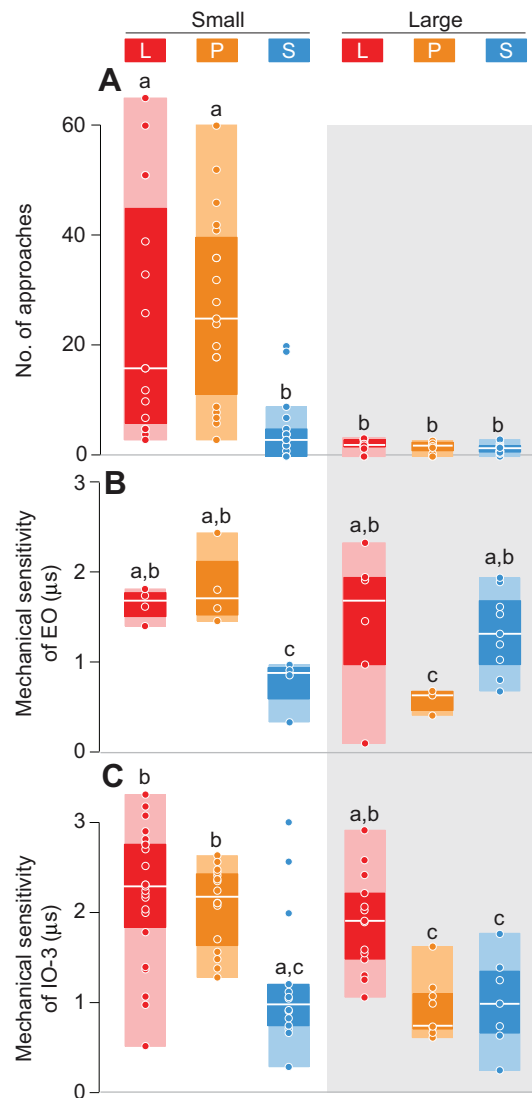 Small Large
L P S L P S
A
a a b b b b
No. of approaches
60
40
20
0
B
a,b a,b c a,b c a,b
Mechanical sensitivity
of EO (μs)
3
2
1
0
C
b b a,c a,b c c
Mechanical sensitivity
of IO-3 (μs)
3
2
1
0